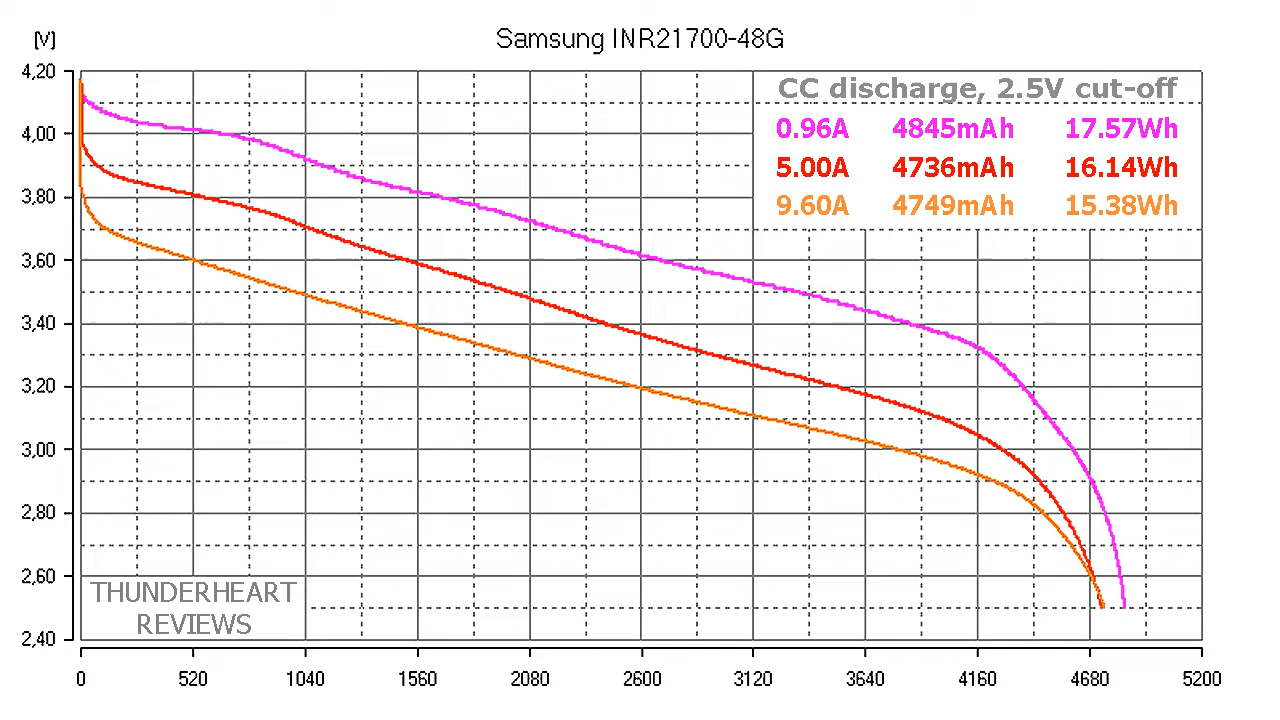 Samsung INR21700-48G
[V]
4,20
4,00
3,80
3,60
3,40
3,20
3,00
2,80
2,60
2,40
CC discharge, 2.5V cut-off
0.96A 4845mAh 17.57Wh
5.00A 4736mAh 16.14Wh
9.60A 4749mAh 15.38Wh
THUNDERHEART
REVIEWS
0 520 1040 1560 2080 2600 3120 3640 4160 4680 5200